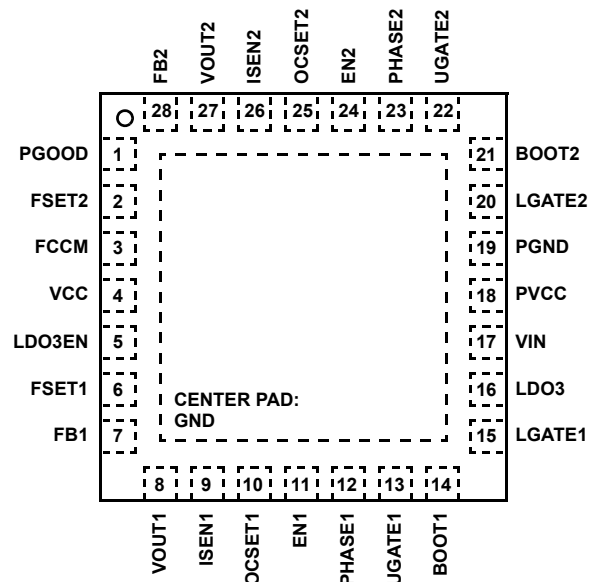 FB2
VOUT2
ISEN2
OCSET2
EN2
PHASE2
UGATE2
28
27
26
25
24
23
22
PGOOD 1
FSET2 2
FCCM 3
VCC 4
LDO3EN 5
FSET1 6
FB1 7
21 BOOT2
20 LGATE2
19 PGND
18 PVCC
17 VIN
16 LDO3
15 LGATE1
CENTER PAD:
GND
8
9
10
11
12
13
14
VOUT1
ISEN1
OCSET1
EN1
PHASE1
UGATE1
BOOT1